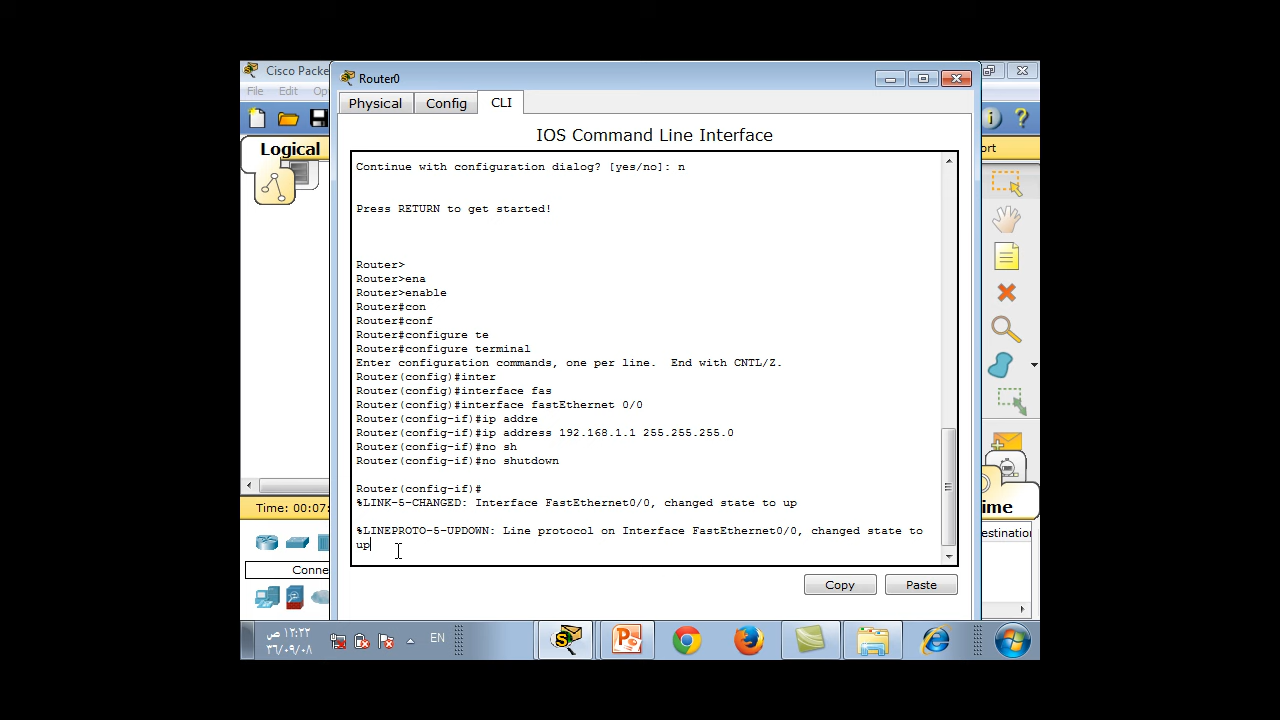 Cisco Packe
Router0
File Edit Op
Physical Config CLI
IOS Command Line Interface
Logical
ort
Continue with configuration dialog? [yes/no]: n
Press RETURN to get started!
Router>
Router>ena
Router>enable
Router#con
Router#conf
Router#configure te
Router#configure terminal
Enter configuration commands, one per line.  End with CNTL/Z.
Router(config)#inter
Router(config)#interface fas
Router(config)#interface fastEthernet 0/0
Router(config-if)#ip addre
Router(config-if)#ip address 192.168.1.1 255.255.255.0
Router(config-if)#no sh
Router(config-if)#no shutdown
Router(config-if)#
%LINK-5-CHANGED: Interface FastEthernet0/0, changed state to up
%LINEPROTO-5-UPDOWN: Line protocol on Interface FastEthernet0/0, changed state to
up
Time: 00:07:
ime
estination
Conne
Copy Paste
١٢:٢٢ ص
٣٦/٠٩/٠٨
EN